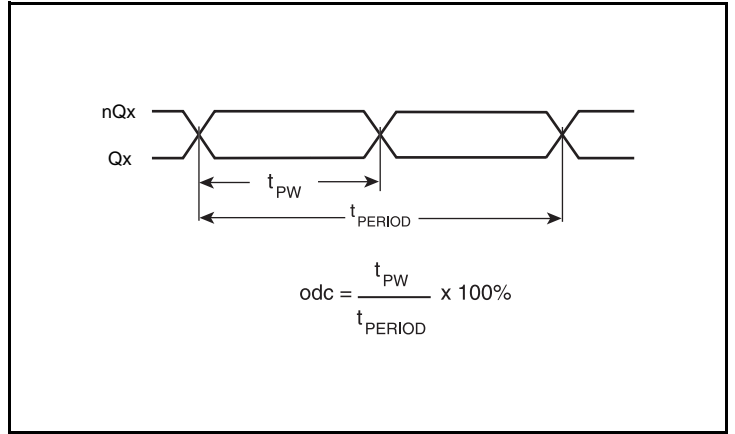 nQx
Qx
tPW
tPERIOD
odc = tPW / tPERIOD x 100%